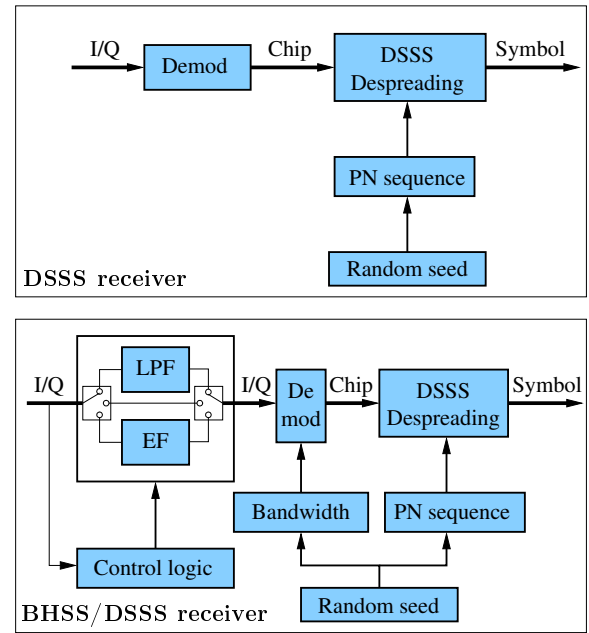 I/Q
Demod
Chip
DSSS
Despreading
Symbol
PN sequence
Random seed
DSSS receiver
I/Q
LPF
EF
I/Q
De
mod
Chip
DSSS
Despreading
Symbol
Bandwidth
PN sequence
Control logic
Random seed
BHSS/DSSS receiver